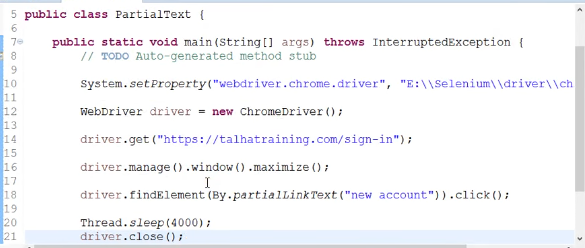 5 public class PartialText {
6
7 public static void main(String[] args) throws InterruptedException {
8 // TODO Auto-generated method stub
9
10 System.setProperty("webdriver.chrome.driver", "E:\\Selenium\\driver\\ch
11
12 WebDriver driver = new ChromeDriver();
13
14 driver.get("https://talhatraining.com/sign-in");
15
16 driver.manage().window().maximize();
17
18 driver.findElement(By.partialLinkText("new account")).click();
19
20 Thread.sleep(4000);
21 driver.close();